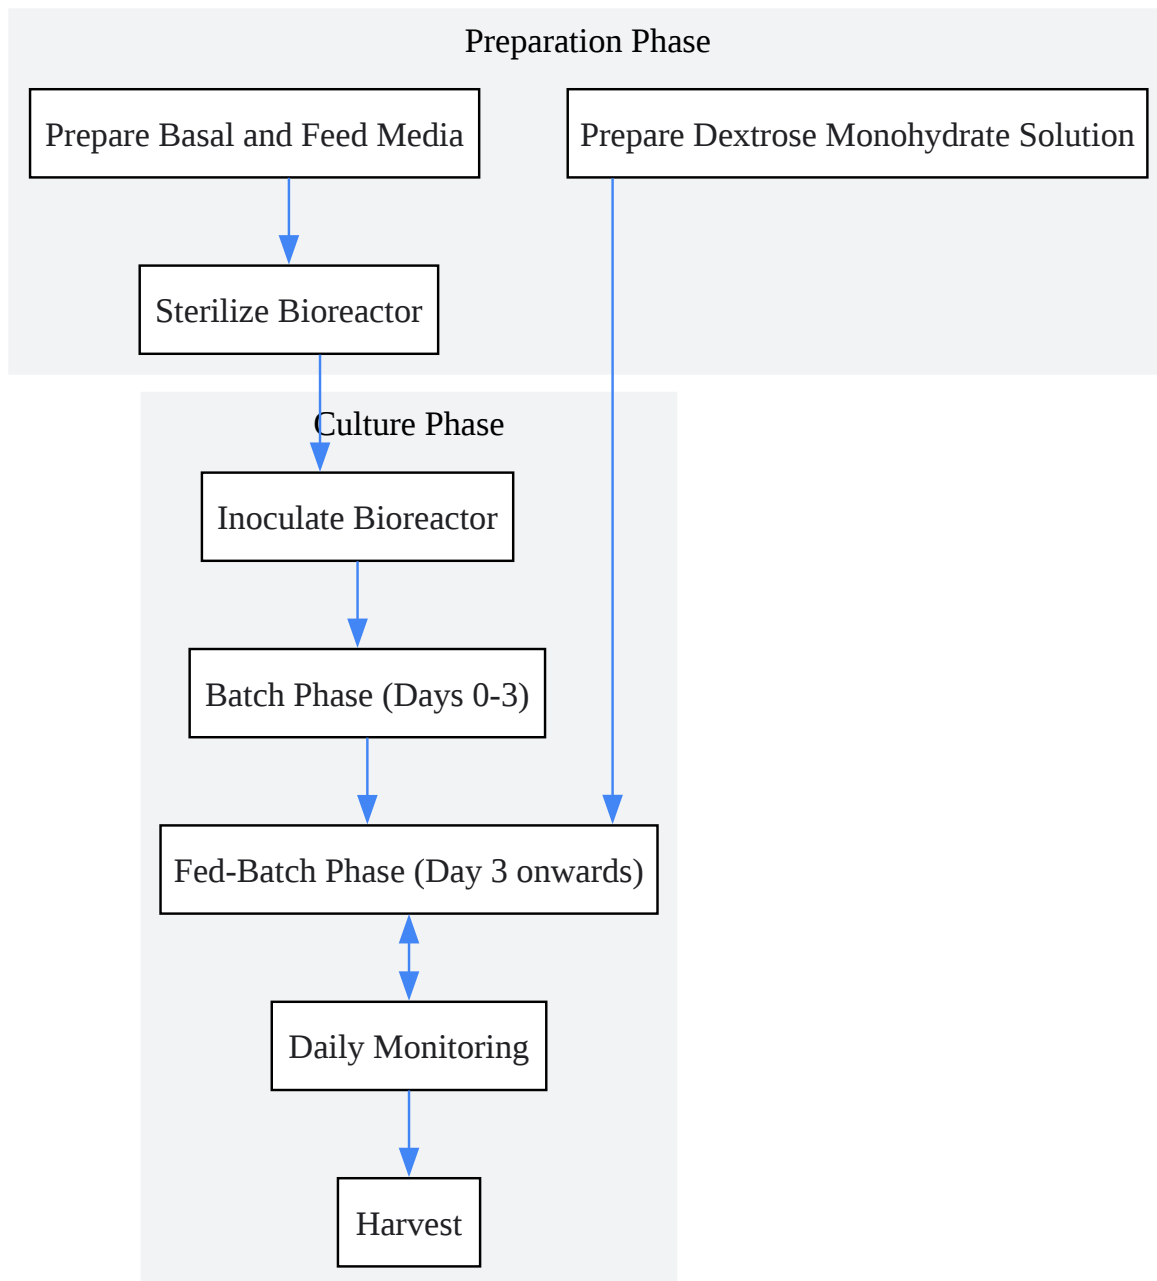 Preparation Phase
Prepare Basal and Feed Media
Prepare Dextrose Monohydrate Solution
Sterilize Bioreactor
Culture Phase
Inoculate Bioreactor
Batch Phase (Days 0-3)
Fed-Batch Phase (Day 3 onwards)
Daily Monitoring
Harvest